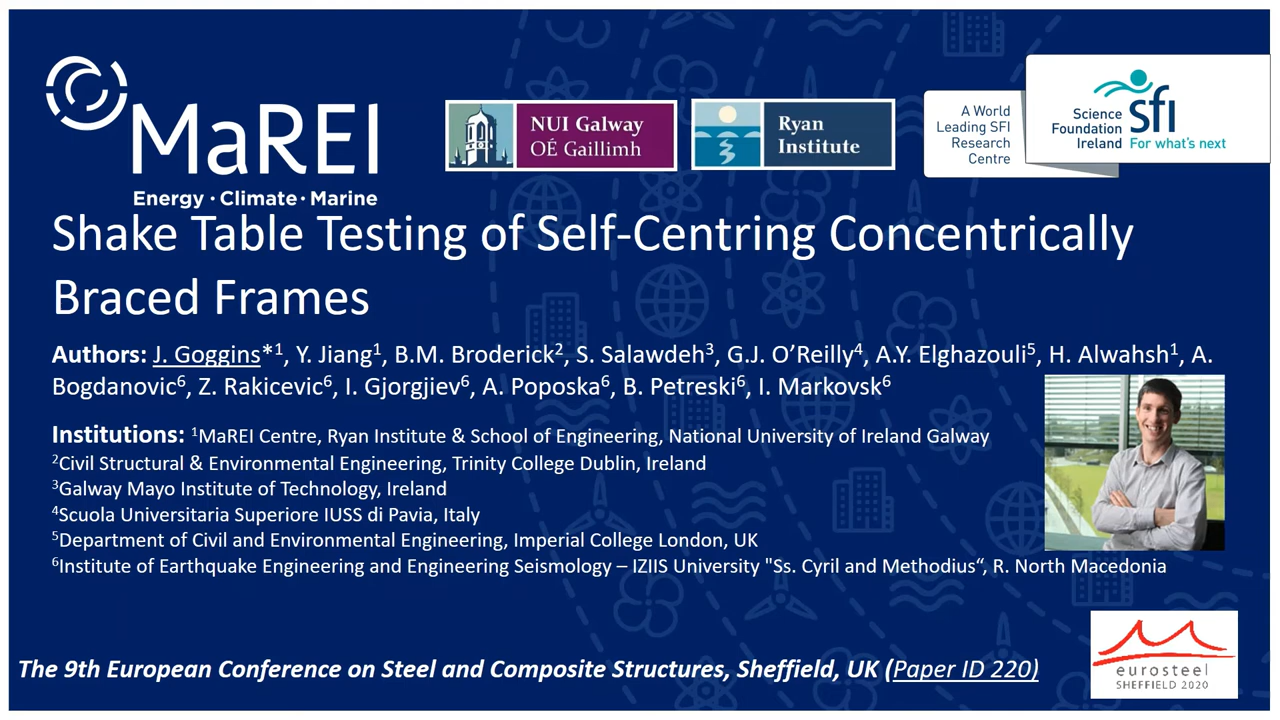 MaREI
Energy · Climate · Marine
NUI Galway
OÉ Gaillimh
Ryan
Institute
A World
Leading SFI
Research
Centre
Science
Foundation
Ireland
sfi
For what's next
Shake Table Testing of Self-Centring Concentrically
Braced Frames
Authors: J. Goggins*1, Y. Jiang1, B.M. Broderick2, S. Salawdeh3, G.J. O’Reilly4, A.Y. Elghazouli5, H. Alwahsh1, A.
Bogdanovic6, Z. Rakicevic6, I. Gjorgjiev6, A. Poposka6, B. Petreski6, I. Markovsk6
Institutions: 1MaREI Centre, Ryan Institute & School of Engineering, National University of Ireland Galway
2Civil Structural & Environmental Engineering, Trinity College Dublin, Ireland
3Galway Mayo Institute of Technology, Ireland
4Scuola Universitaria Superiore IUSS di Pavia, Italy
5Department of Civil and Environmental Engineering, Imperial College London, UK
6Institute of Earthquake Engineering and Engineering Seismology – IZIIS University "Ss. Cyril and Methodius“, R. North Macedonia
The 9th European Conference on Steel and Composite Structures, Sheffield, UK (Paper ID 220)
eurosteel
SHEFFIELD 2020